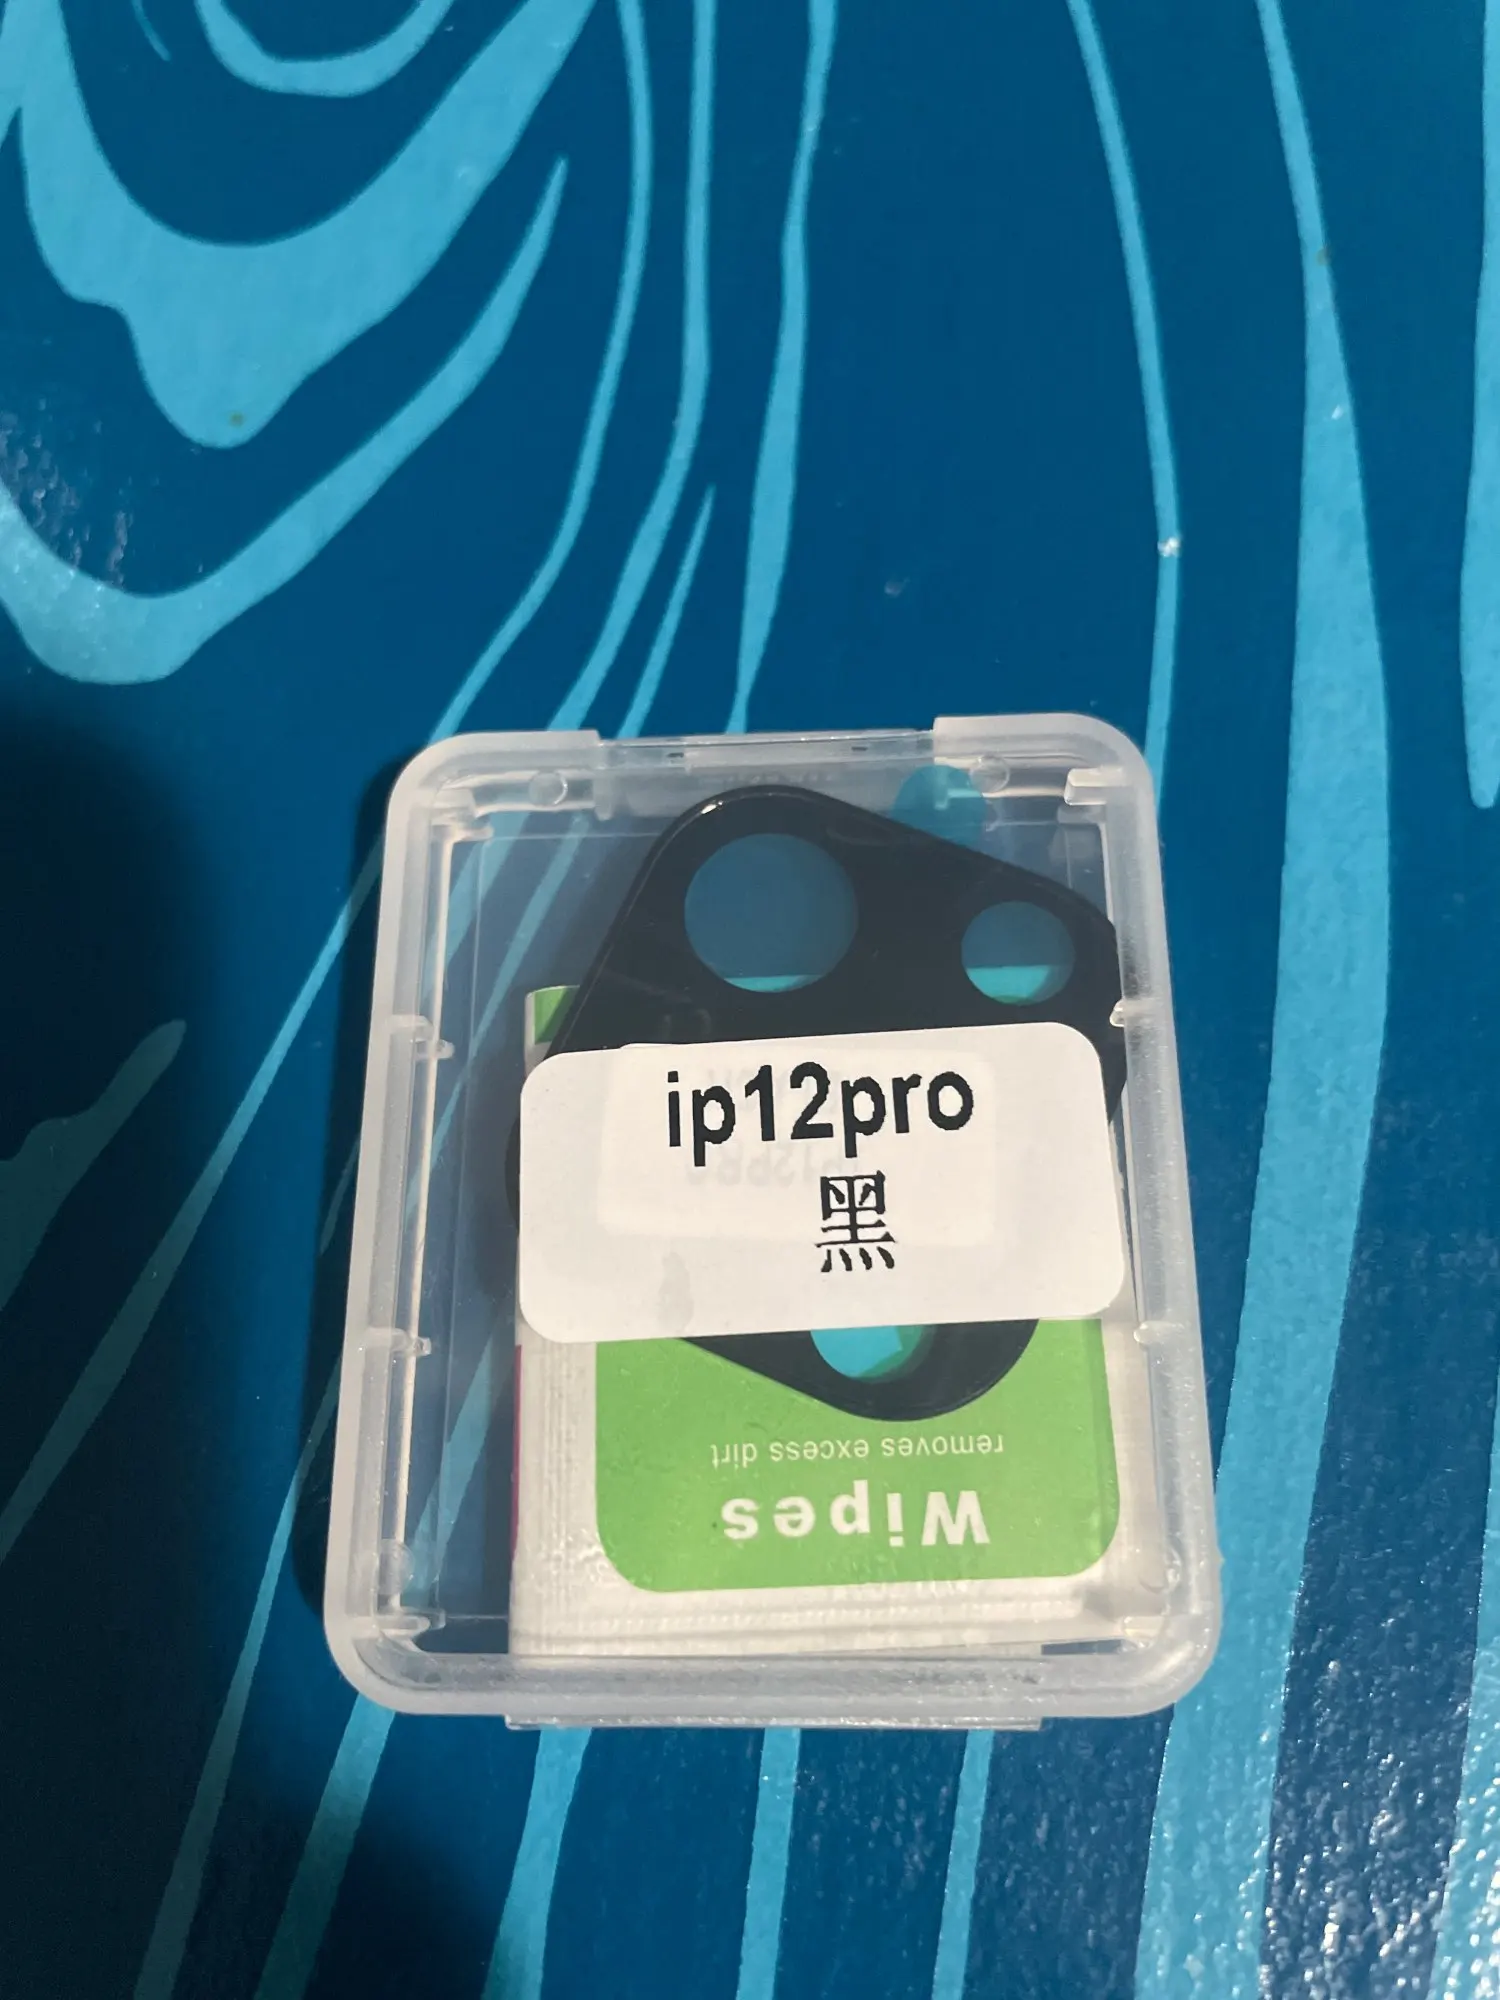 ip12pro
黑
Wipes
removes excess dirt